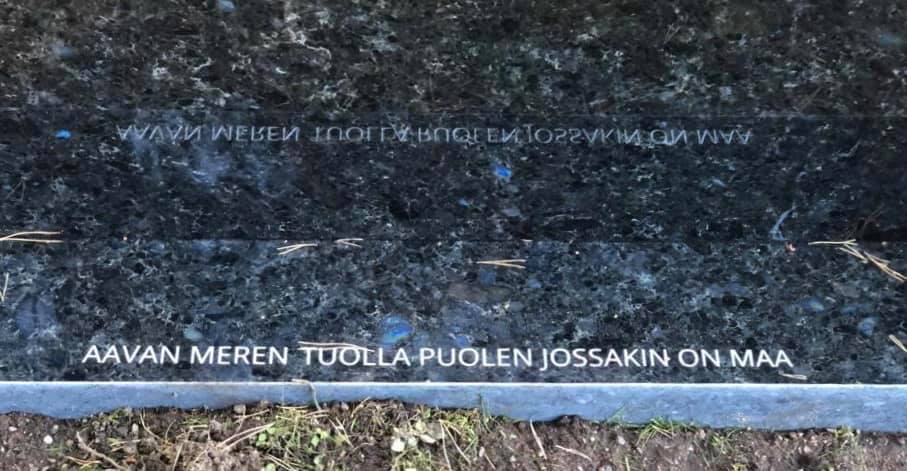 AAVAN MEREN TUOLLA PUOLEN JOSSAKIN ON MAA